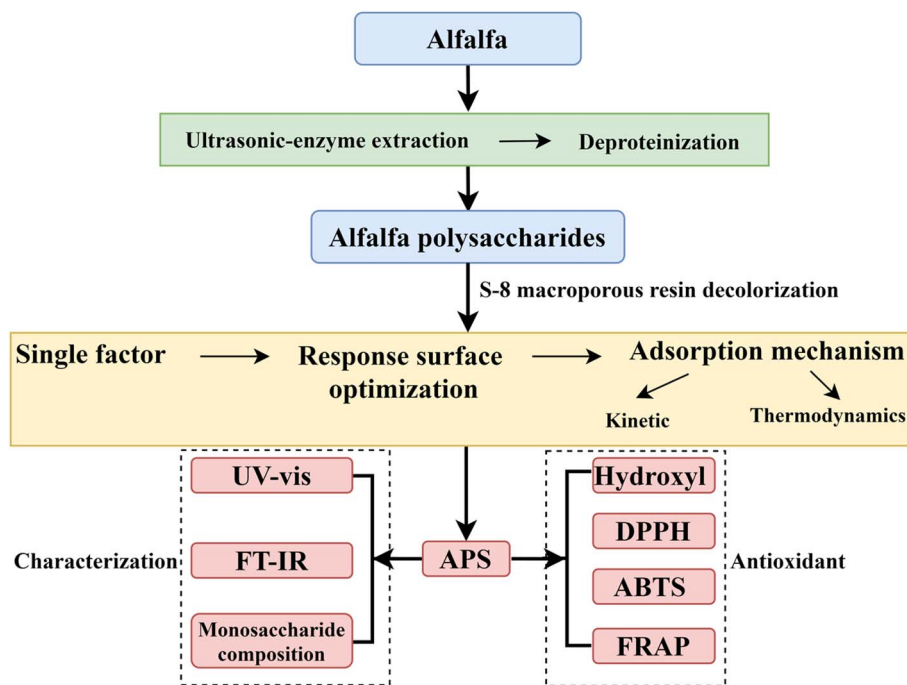 Alfalfa
Ultrasonic-enzyme extraction
Deproteinization
Alfalfa polysaccharides
S-8 macroporous resin decolorization
Single factor
Response surface
optimization
Adsorption mechanism
Kinetic
Thermodynamics
Characterization
UV-vis
FT-IR
Monosaccharide
composition
APS
Hydroxyl
DPPH
ABTS
FRAP
Antioxidant